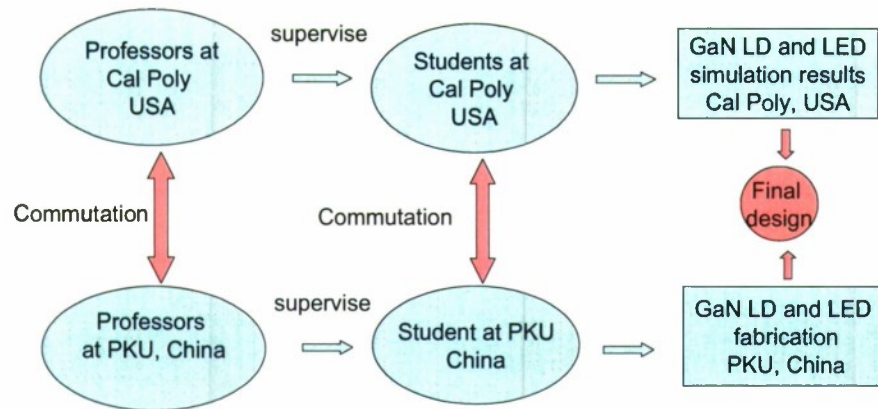 Professors at
Cal Poly
USA
supervise
Students at
Cal Poly
USA
GaN LD and LED
simulation results
Cal Poly, USA
Commutation
Commutation
Final
design
Professors
at PKU, China
supervise
Student at PKU
China
GaN LD and LED
fabrication
PKU, China